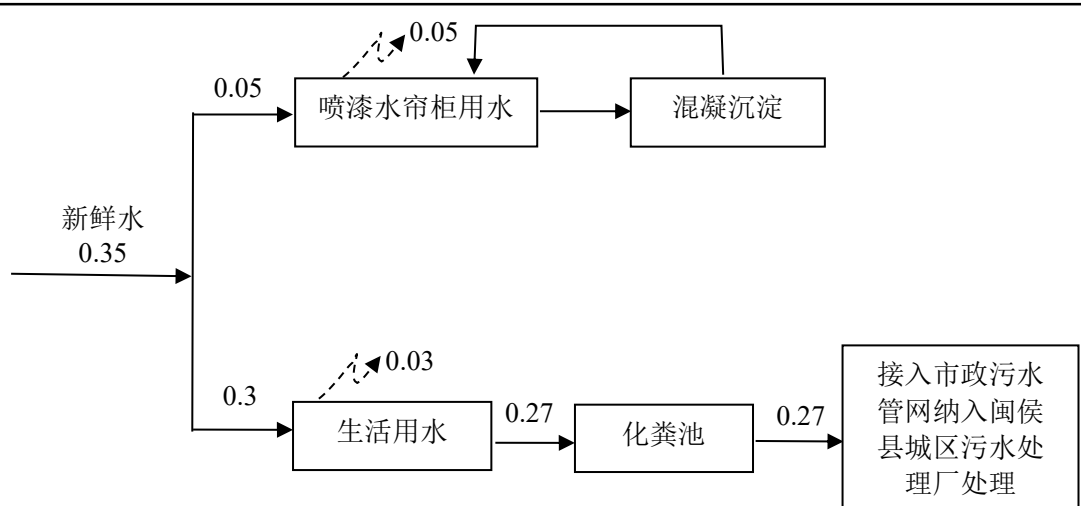 0.05
0.05
喷漆水帘柜用水
混凝沉淀
新鲜水
0.35
0.03
0.3
生活用水
0.27
化粪池
0.27
接入市政污水
管网纳入闽侯
县城区污水处
理厂处理